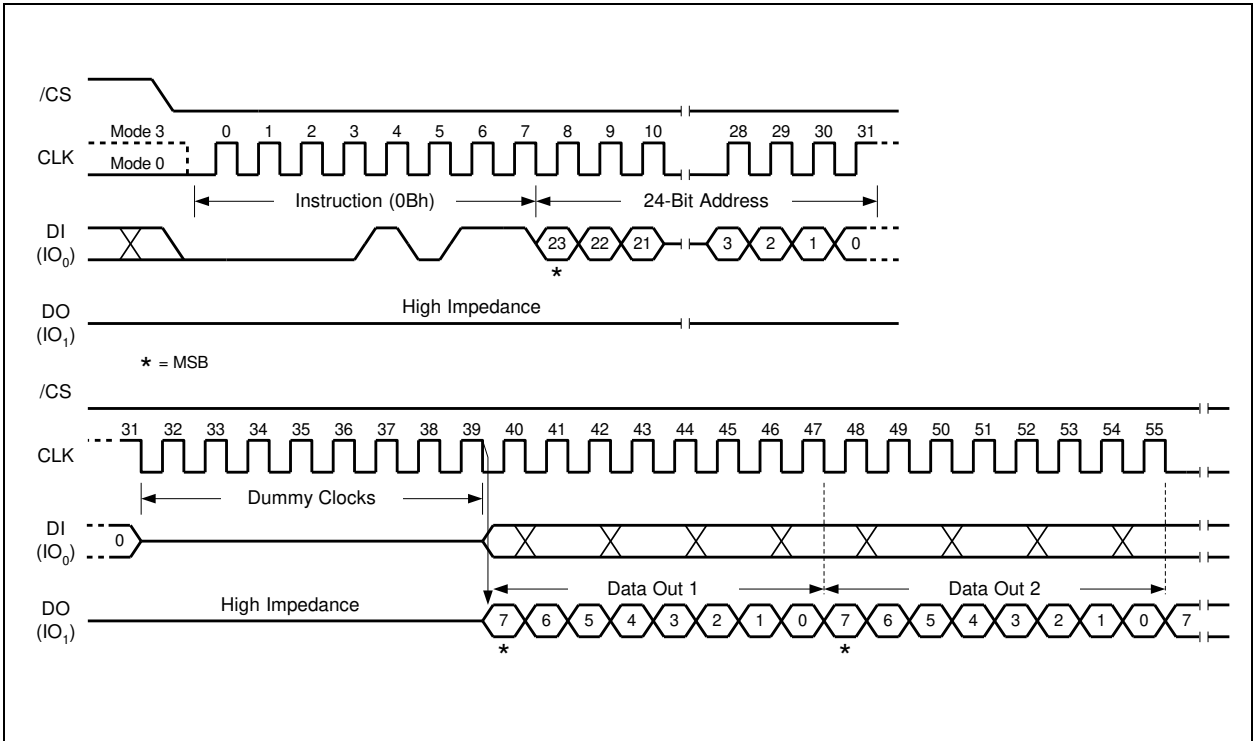 /CS
Mode 3 0 1 2 3 4 5 6 7 8 9 10 28 29 30 31
CLK
Mode 0
Instruction (0Bh) 24-Bit Address
DI
(IO0) 23 22 21 3 2 1 0
*
High Impedance
DO
(IO1)
* = MSB
/CS
31 32 33 34 35 36 37 38 39 40 41 42 43 44 45 46 47 48 49 50 51 52 53 54 55
CLK
Dummy Clocks
DI
(IO0) 0
Data Out 1 Data Out 2
High Impedance
DO
(IO1) 7 6 5 4 3 2 1 0 7 6 5 4 3 2 1 0 7
* *